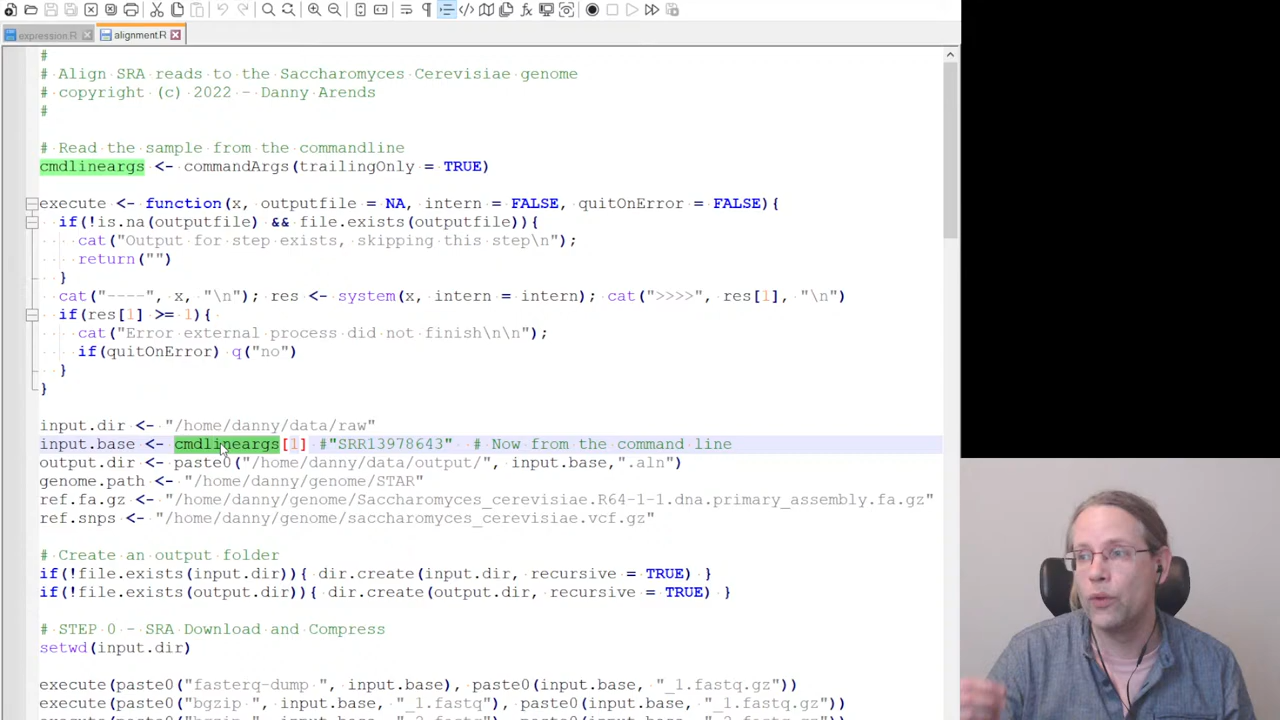 expression.R
alignment.R
#
# Align SRA reads to the Saccharomyces Cerevisiae genome
# copyright (c) 2022 - Danny Arends
#
# Read the sample from the commandline
cmdlineargs <- commandArgs(trailingOnly = TRUE)
execute <- function(x, outputfile = NA, intern = FALSE, quitOnError = FALSE){
if(!is.na(outputfile) && file.exists(outputfile)){
cat("Output for step exists, skipping this step\n");
return("")
}
cat("----", x, "\n"); res <- system(x, intern = intern); cat(">>>>", res[1], "\n")
if(res[1] >= 1){
cat("Error external process did not finish\n\n");
if(quitOnError) q("no")
}
}
input.dir <- "/home/danny/data/raw"
input.base <- cmdlineargs[1] #"SRR13978643" # Now from the command line
output.dir <- paste0("/home/danny/data/output/", input.base,".aln")
genome.path <- "/home/danny/genome/STAR"
ref.fa.gz <- "/home/danny/genome/Saccharomyces_cerevisiae.R64-1-1.dna.primary_assembly.fa.gz"
ref.snps <- "/home/danny/genome/saccharomyces_cerevisiae.vcf.gz"
# Create an output folder
if(!file.exists(input.dir)){ dir.create(input.dir, recursive = TRUE) }
if(!file.exists(output.dir)){ dir.create(output.dir, recursive = TRUE) }
# STEP 0 - SRA Download and Compress
setwd(input.dir)
execute(paste0("fasterq-dump ", input.base), paste0(input.base, "_1.fastq.gz"))
execute(paste0("bgzip ", input.base, "_1.fastq"), paste0(input.base, "_1.fastq.gz"))